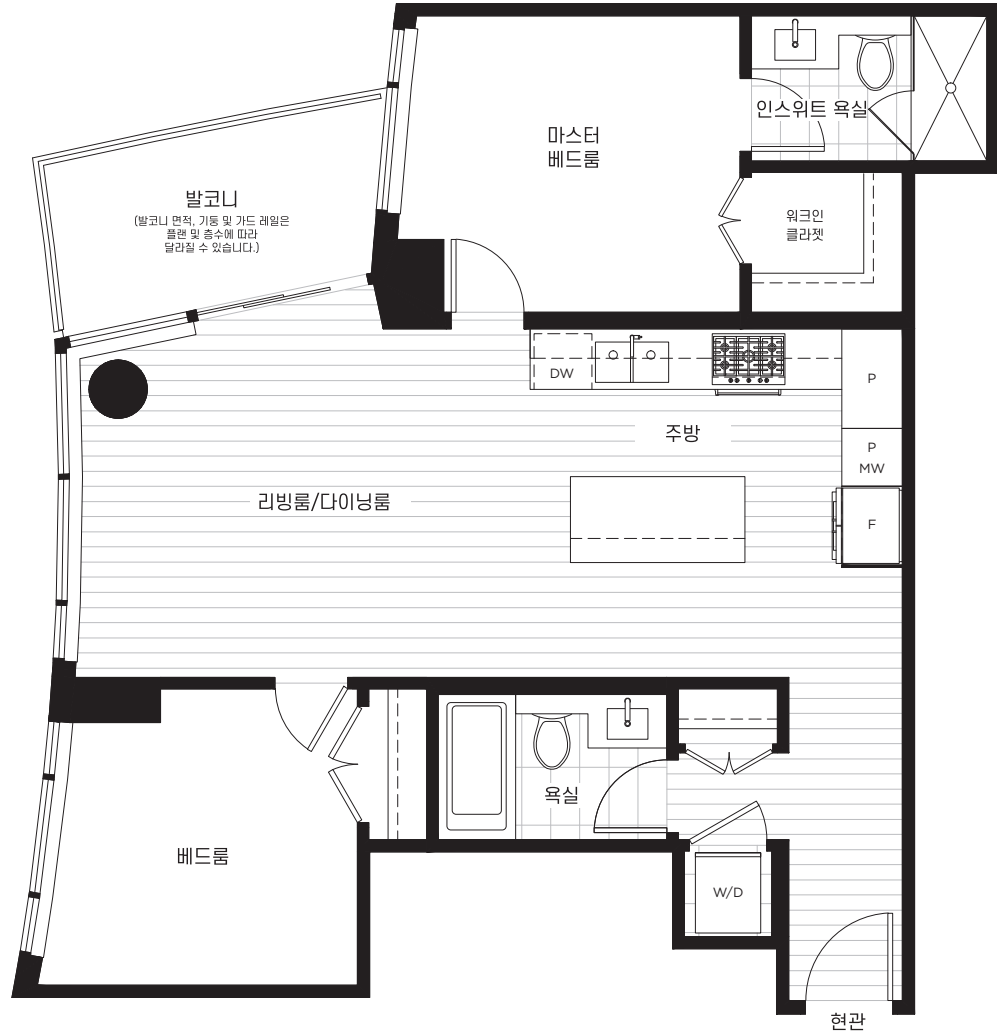 인스위트 욕실
마스터
베드룸
발코니
(발코니 면적, 기둥 및 가드 레일은
플랜 및 층수에 따라
달라질 수 있습니다.)
워크인
클라젯
DW
P
주방
P
MW
리빙룸/다이닝룸
F
욕실
베드룸
W/D
현관